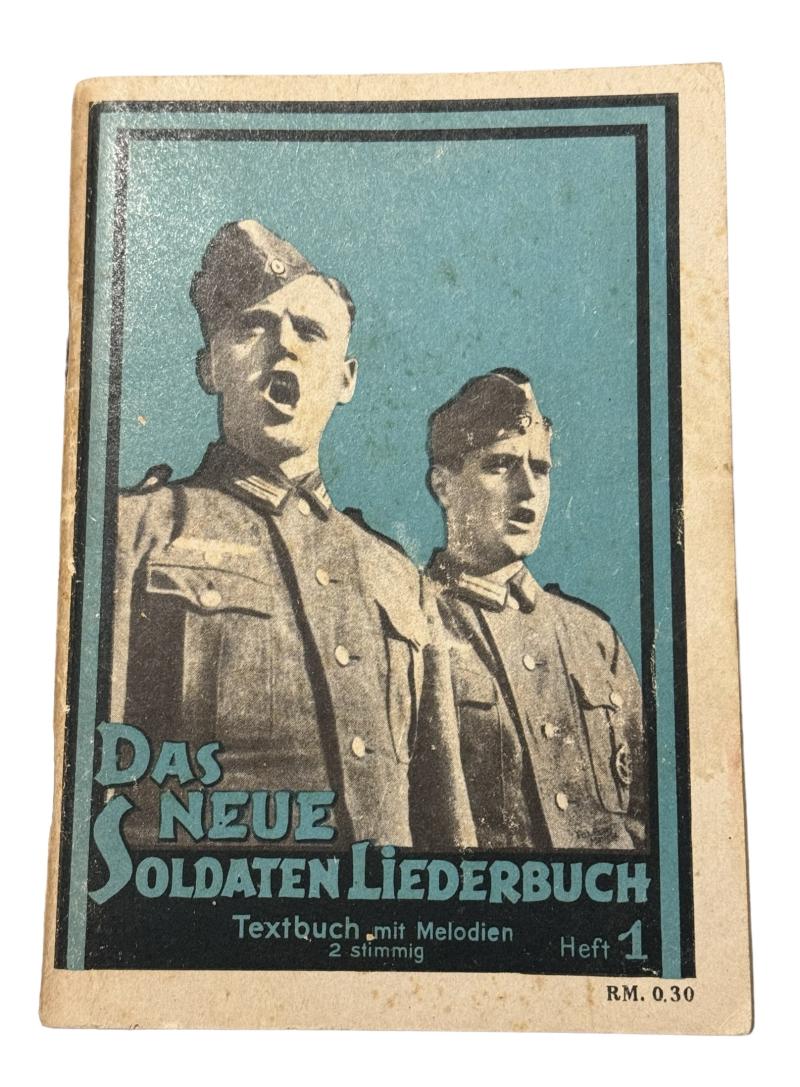 Das
Neue
Soldaten Liederbuch
Textbuch mit Melodien
2 stimmig
Heft 1
RM. 0.30